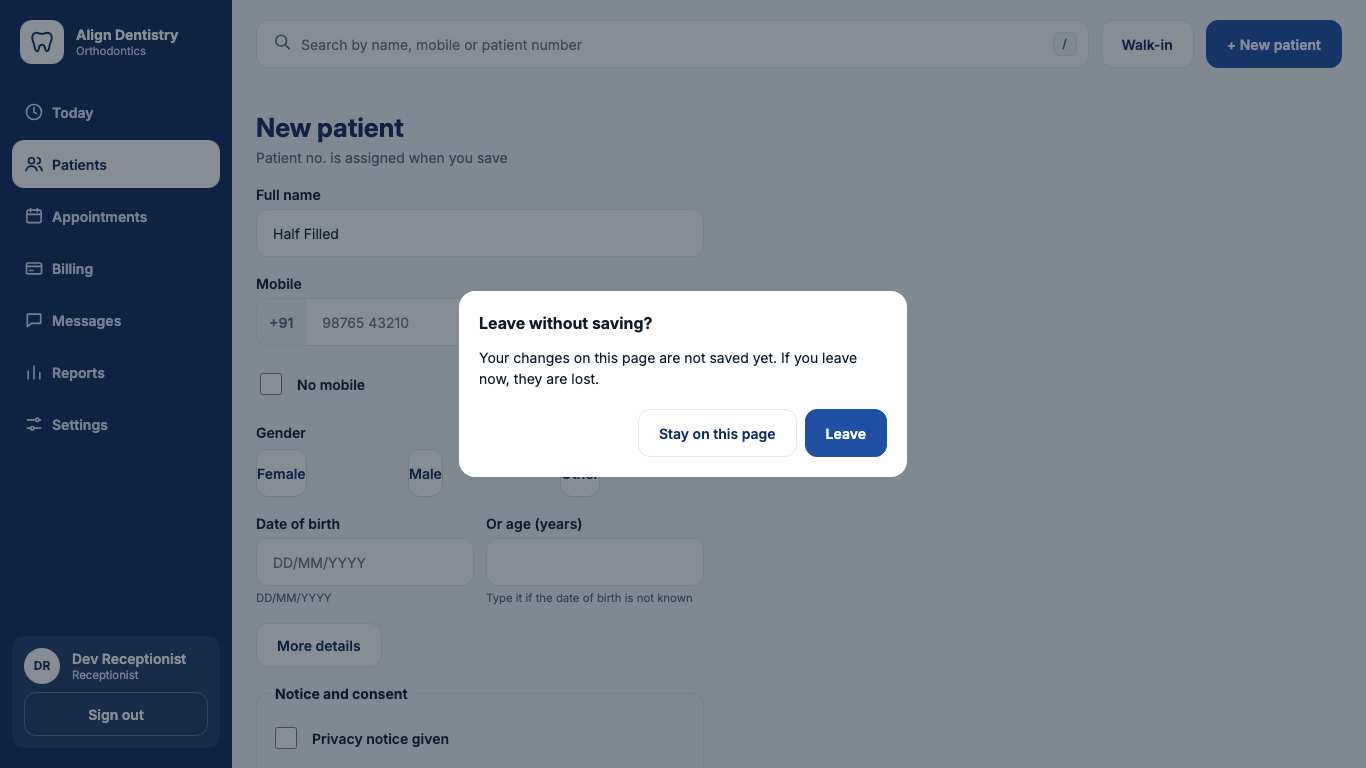 Align Dentistry
Orthodontics
Today
Patients
Appointments
Billing
Messages
Reports
Settings
DR
Dev Receptionist
Receptionist
Sign out
Search by name, mobile or patient number
/
Walk-in
+ New patient
New patient
Patient no. is assigned when you save
Full name
Half Filled
Mobile
+91
98765 43210
No mobile
Leave without saving?
Your changes on this page are not saved yet. If you leave
now, they are lost.
Stay on this page
Leave
Gender
Female
Male
Date of birth
Or age (years)
DD/MM/YYYY
DD/MM/YYYY
Type it if the date of birth is not known
More details
Notice and consent
Privacy notice given